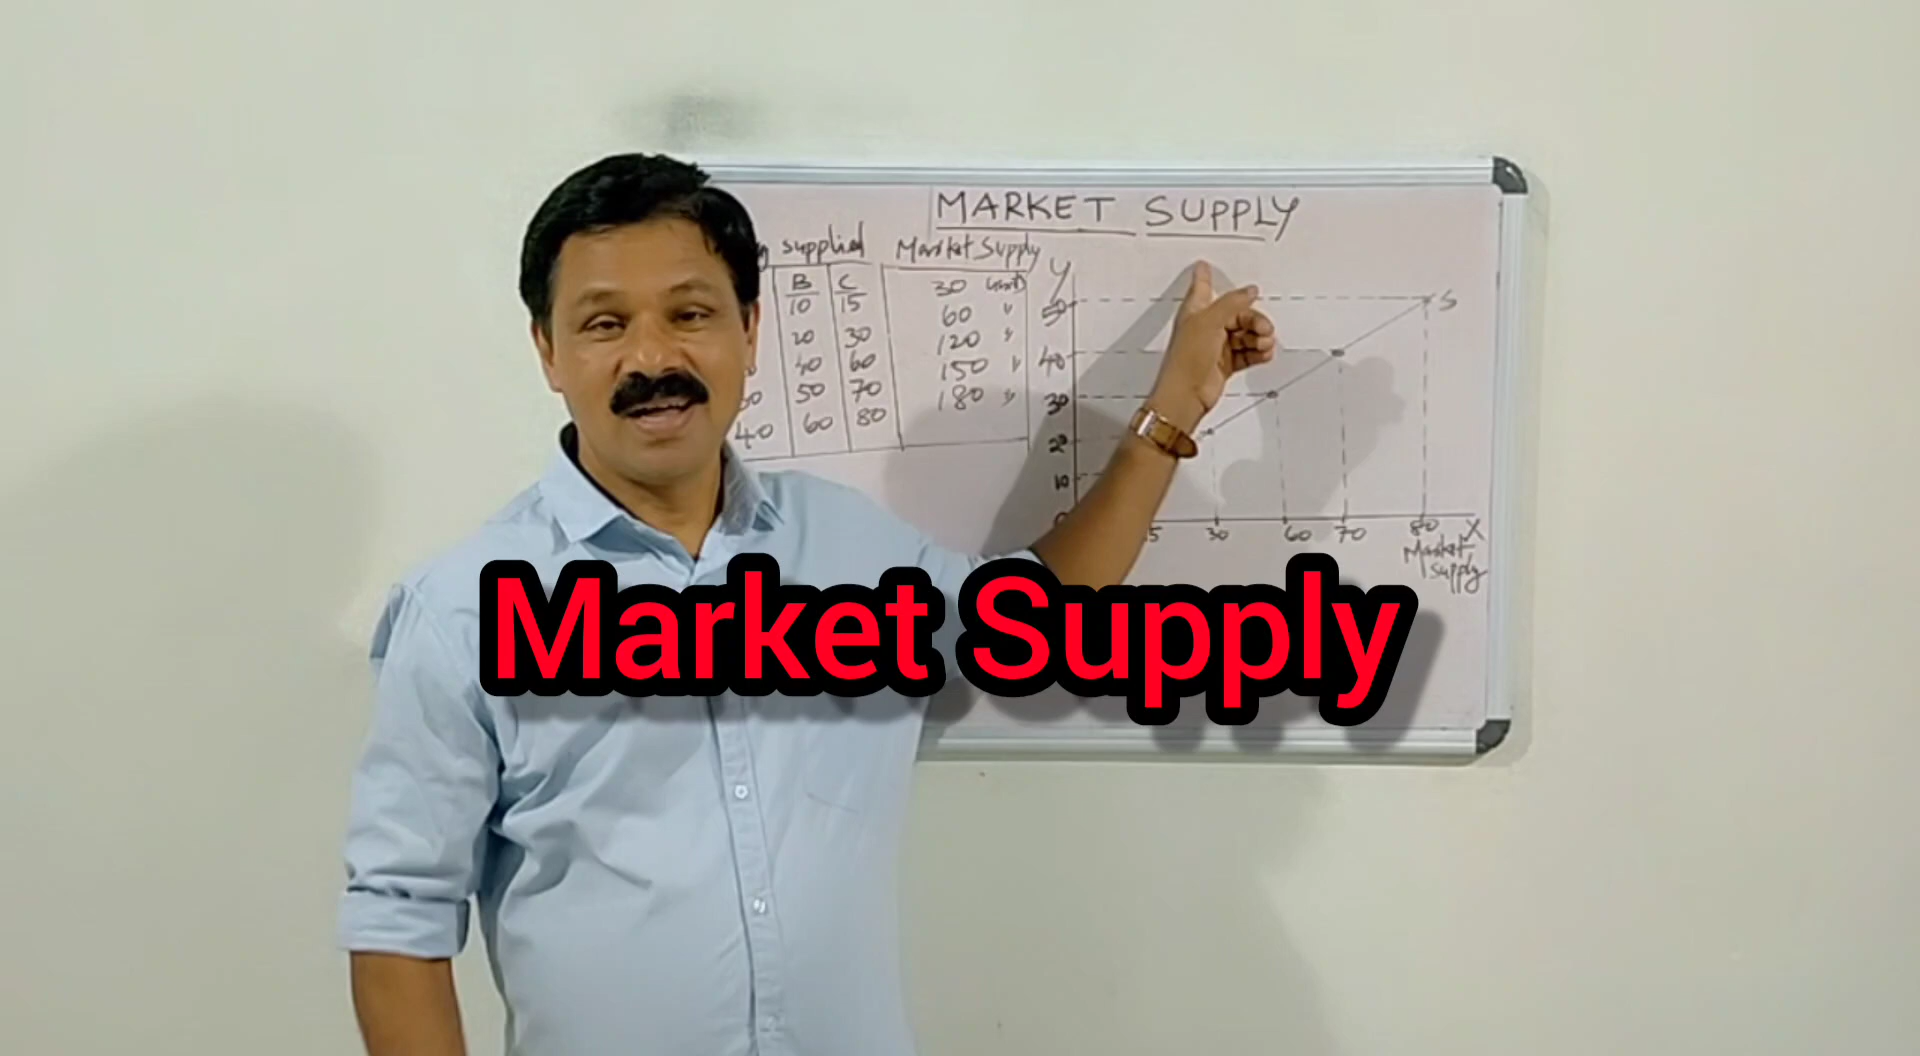 MARKET SUPPLY
supplied Market Supply
B C
10 15 30 units
20 30 60 "
40 60 120 "
50 70 150 "
40 60 80 180 "
Y
50 S
40
30
20
10
30 60 70 80 X
Market
Supply
Market Supply